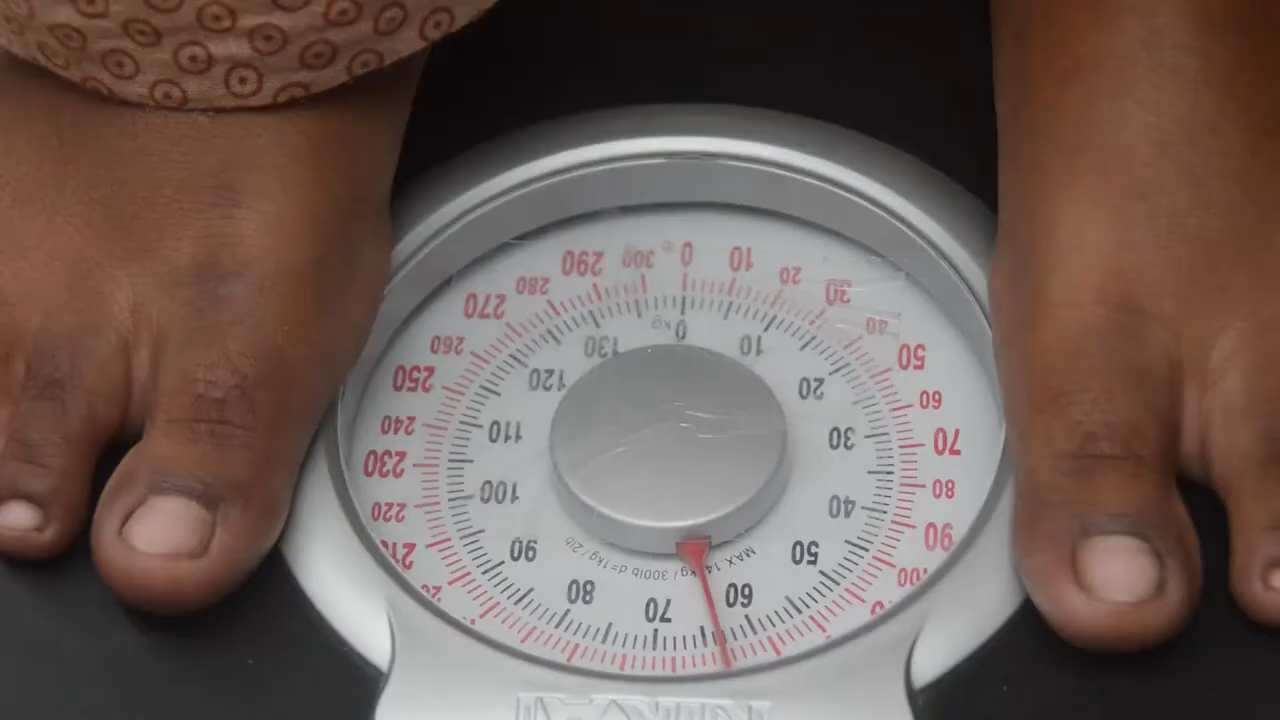 0 10 20 30 40 50 60 70 80 90 100
220 230 240 250 260 270 280 290 300 lb
0 kg 10 20 30 40 50 60 70 80 90 100 110 120 130
kg / 300lb d=1kg / 2lb